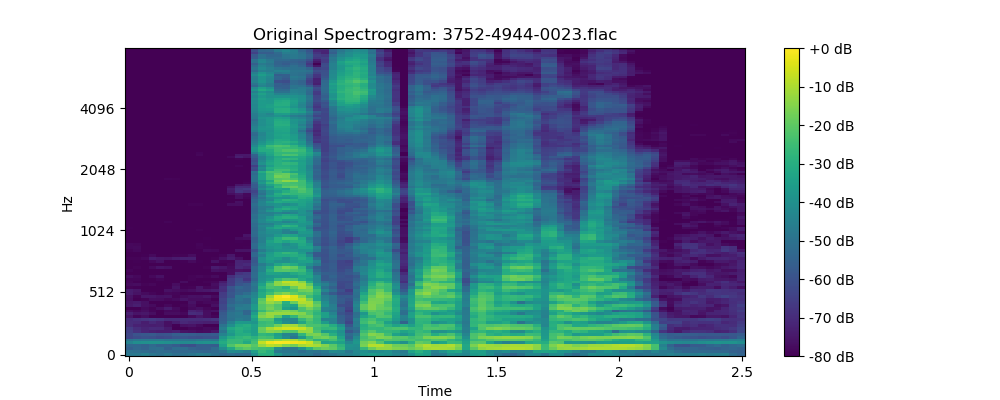 Original Spectrogram: 3752-4944-0023.flac
Hz
4096
2048
1024
512
0
0
0.5
1
1.5
2
2.5
Time
+0 dB
-10 dB
-20 dB
-30 dB
-40 dB
-50 dB
-60 dB
-70 dB
-80 dB